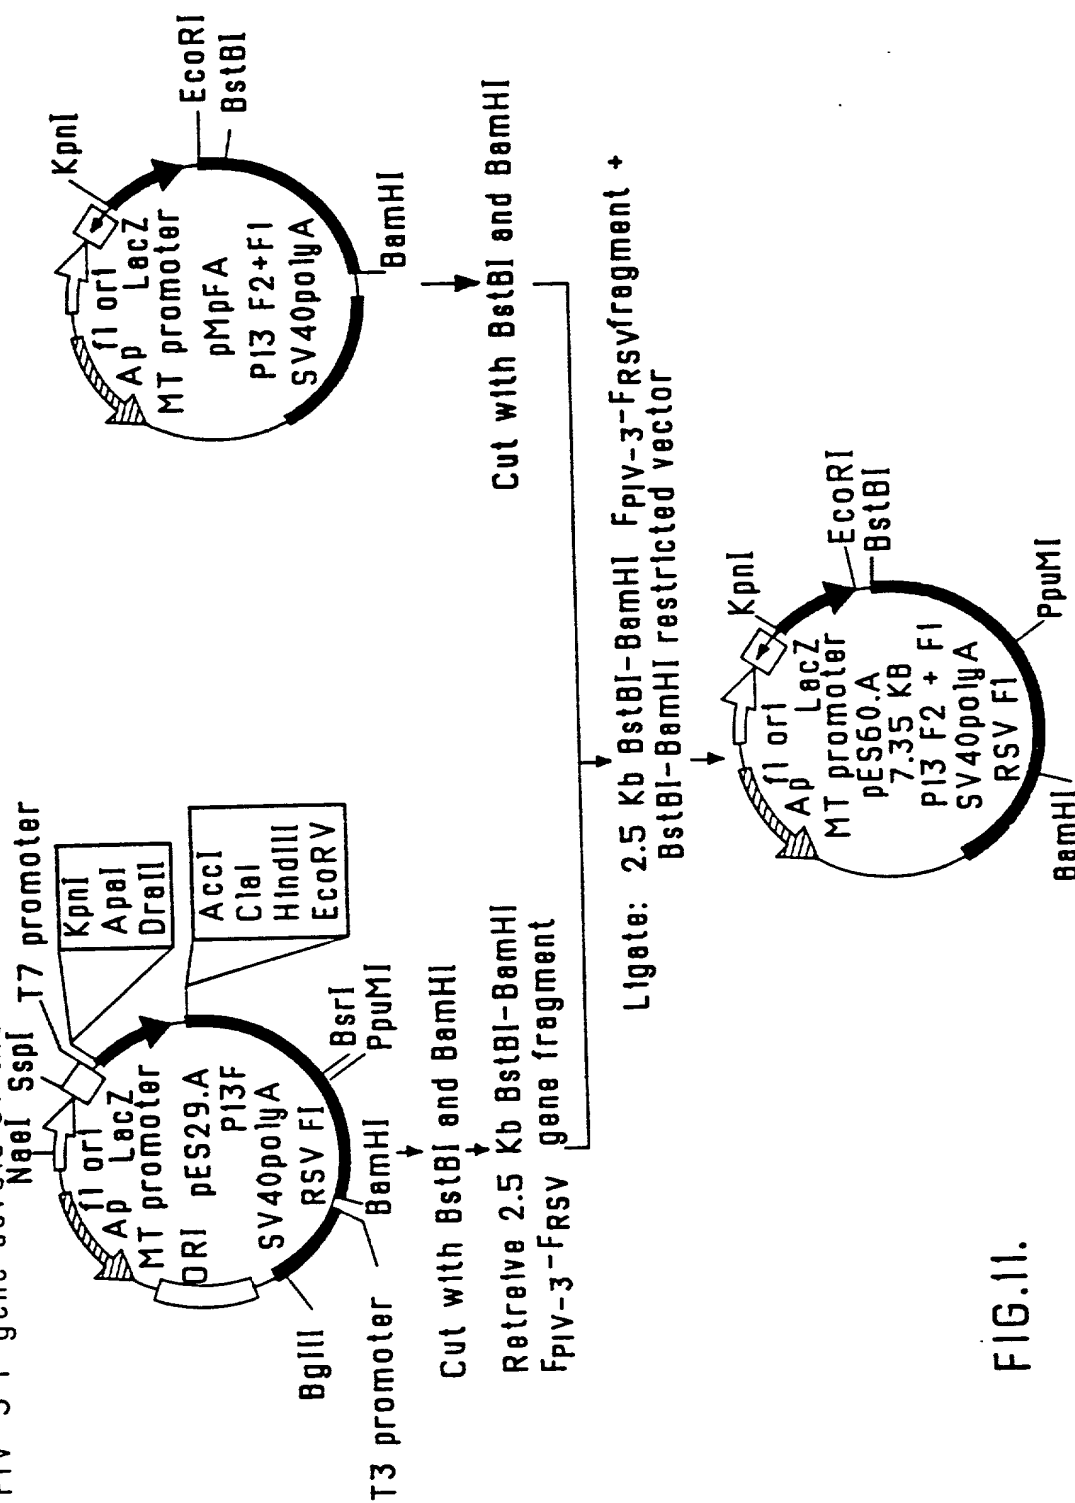 NaeI
SspI
T7 promoter
KpnI
ApaI
DraII
AccI
ClaI
HindIII
EcoRV
f1 ori
Ap LacZ
MT promoter
ORI pES29.A
PI3F
SV40polyA
RSV FI
BsrI
PpuMI
BamHI
BglII
T3 promoter
Cut with BstBI and BamHI
Retreive 2.5 Kb BstBI-BamHI
FPIV-3-FRSV gene fragment
KpnI
EcoRI
BstBI
f1 ori
Ap LacZ
MT promoter
pMpFA
PI3 F2+F1
SV40polyA
BamHI
Cut with BstBI and BamHI
Ligate: 2.5 Kb BstBI-BamHI FPIV-3-FRSVfragment +
BstBI-BamHI restricted vector
KpnI
EcoRI
BstBI
f1 ori
Ap LacZ
MT promoter
pES60.A
7.35 KB
PI3 F2 + F1
SV40polyA
RSV F1
PpuMI
BamHI
FIG.11.